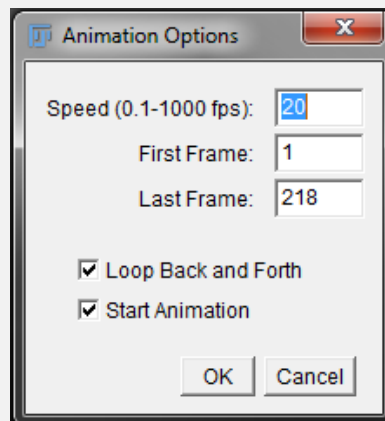 Animation Options
Speed (0.1-1000 fps): 20
First Frame: 1
Last Frame: 218
Loop Back and Forth
Start Animation
OK Cancel